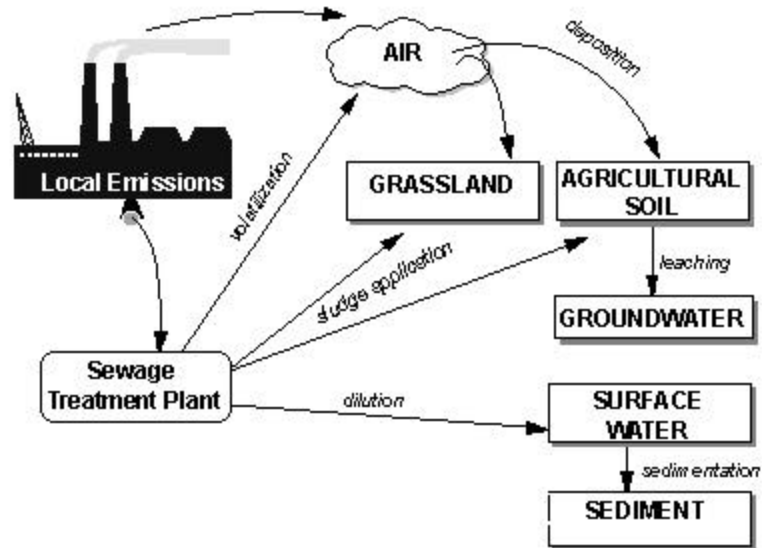 AIR
deposition
Local Emissions
volatilization
GRASSLAND
AGRICULTURAL
SOIL
sludge application
leaching
GROUNDWATER
Sewage
Treatment Plant
dilution
SURFACE
WATER
sedimentation
SEDIMENT